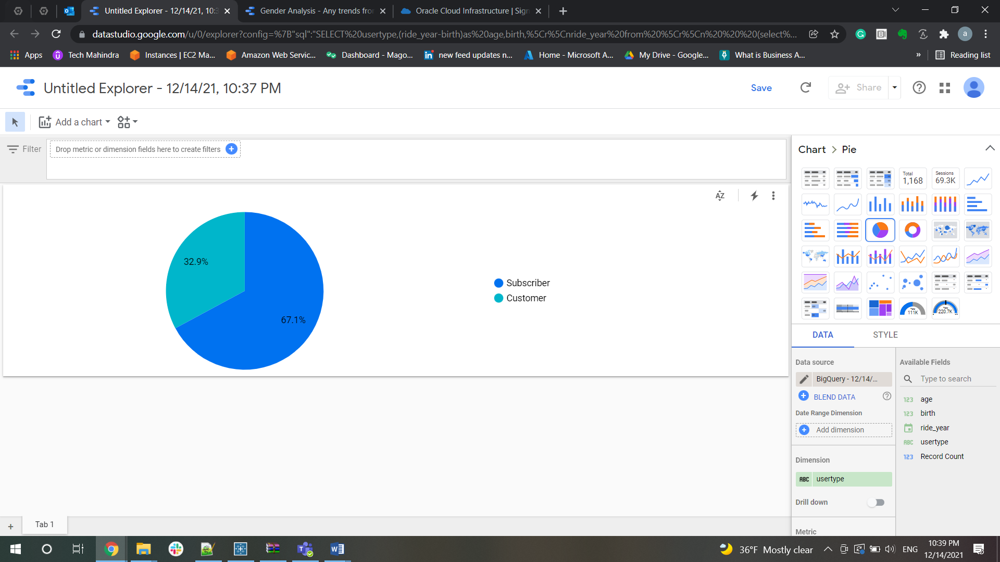 Untitled Explorer - 12/14/21, 10:3
Gender Analysis - Any trends fro
Oracle Cloud Infrastructure | Sign
datastudio.google.com/u/0/explorer?config=%7B"sql":"SELECT%20usertype,(ride_year-birth)as%20age,birth,%5Cr%5Cnride_year%20from%20%5Cr%5Cn%20%20%20(select%...
a
Apps
Tech Mahindra
Instances | EC2 Ma...
Amazon Web Servic...
Dashboard - Mago...
new feed updates n...
Home - Microsoft A...
My Drive - Google...
What is Business A...
»
Reading list
Untitled Explorer - 12/14/21, 10:37 PM
Save
Share
Add a chart
Filter
Drop metric or dimension fields here to create filters
AZ
32.9%
67.1%
Subscriber
Customer
Chart > Pie
Total
1,168
Sessions
69.3K
Total
111K
Total
220.7K
DATA
STYLE
Data source
BigQuery - 12/14/...
BLEND DATA
Date Range Dimension
Add dimension
Dimension
ABC usertype
Drill down
Metric
Available Fields
Type to search
123 age
123 birth
ride_year
ABC usertype
123 Record Count
+ Tab 1
36°F Mostly clear
ENG
10:39 PM
12/14/2021